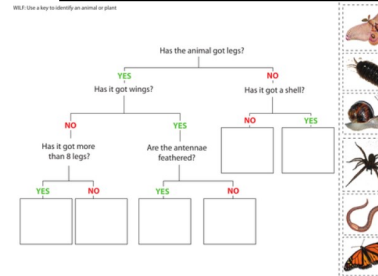 WILF: Use a key to identify an animal or plant
Has the animal got legs?
YES
NO
Has it got wings?
Has it got a shell?
NO
YES
NO
YES
Has it got more
than 8 legs?
Are the antennae
feathered?
YES
NO
YES
NO